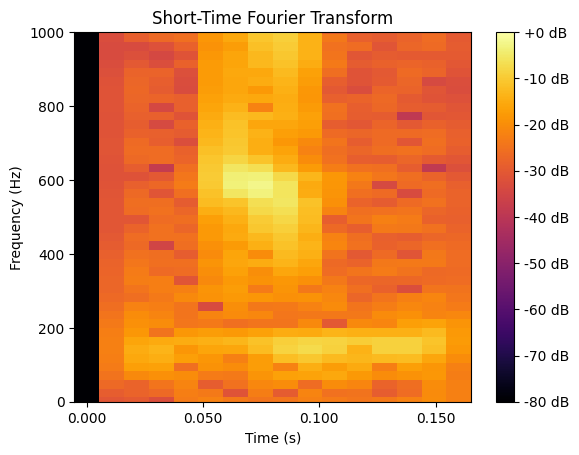 Short-Time Fourier Transform
1000
800
600
400
200
0
Frequency (Hz)
0.000
0.050
0.100
0.150
Time (s)
+0 dB
-10 dB
-20 dB
-30 dB
-40 dB
-50 dB
-60 dB
-70 dB
-80 dB